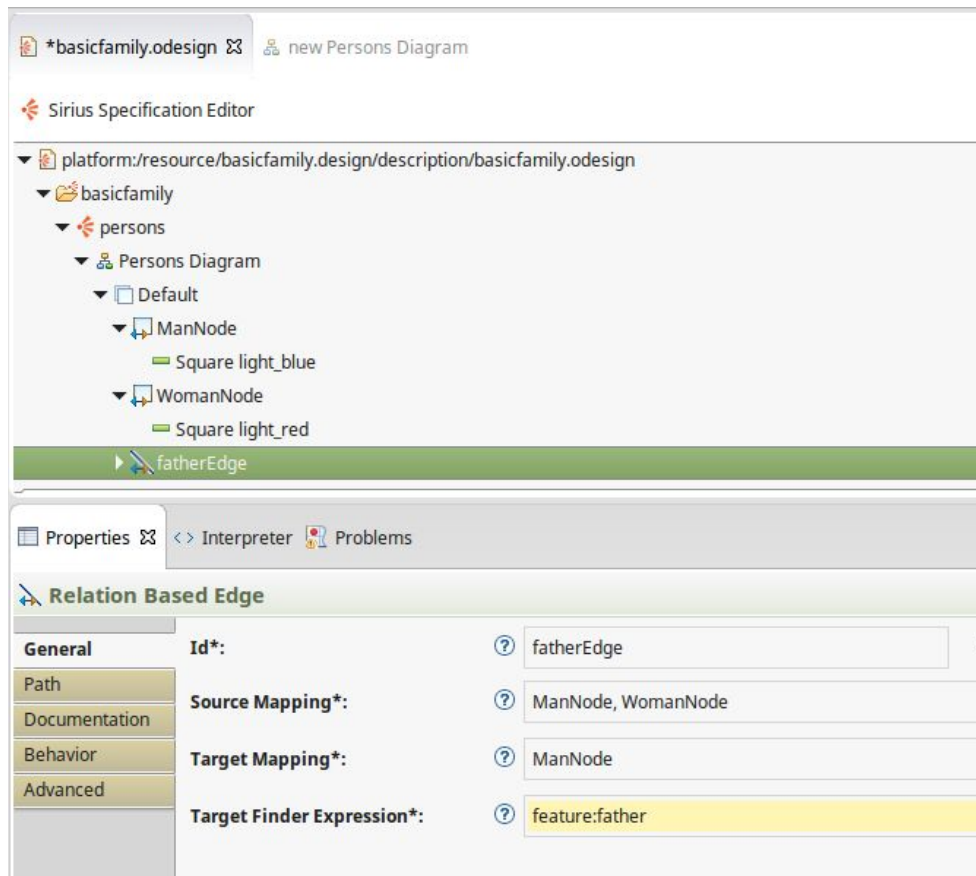 *basicfamily.odesign
new Persons Diagram
Sirius Specification Editor
platform:/resource/basicfamily.design/description/basicfamily.odesign
basicfamily
persons
Persons Diagram
Default
ManNode
Square light_blue
WomanNode
Square light_red
fatherEdge
Properties <> Interpreter Problems
Relation Based Edge
General
Id*: ? fatherEdge
Path
Source Mapping*: ? ManNode, WomanNode
Documentation
Behavior
Target Mapping*: ? ManNode
Advanced
Target Finder Expression*: ? feature:father